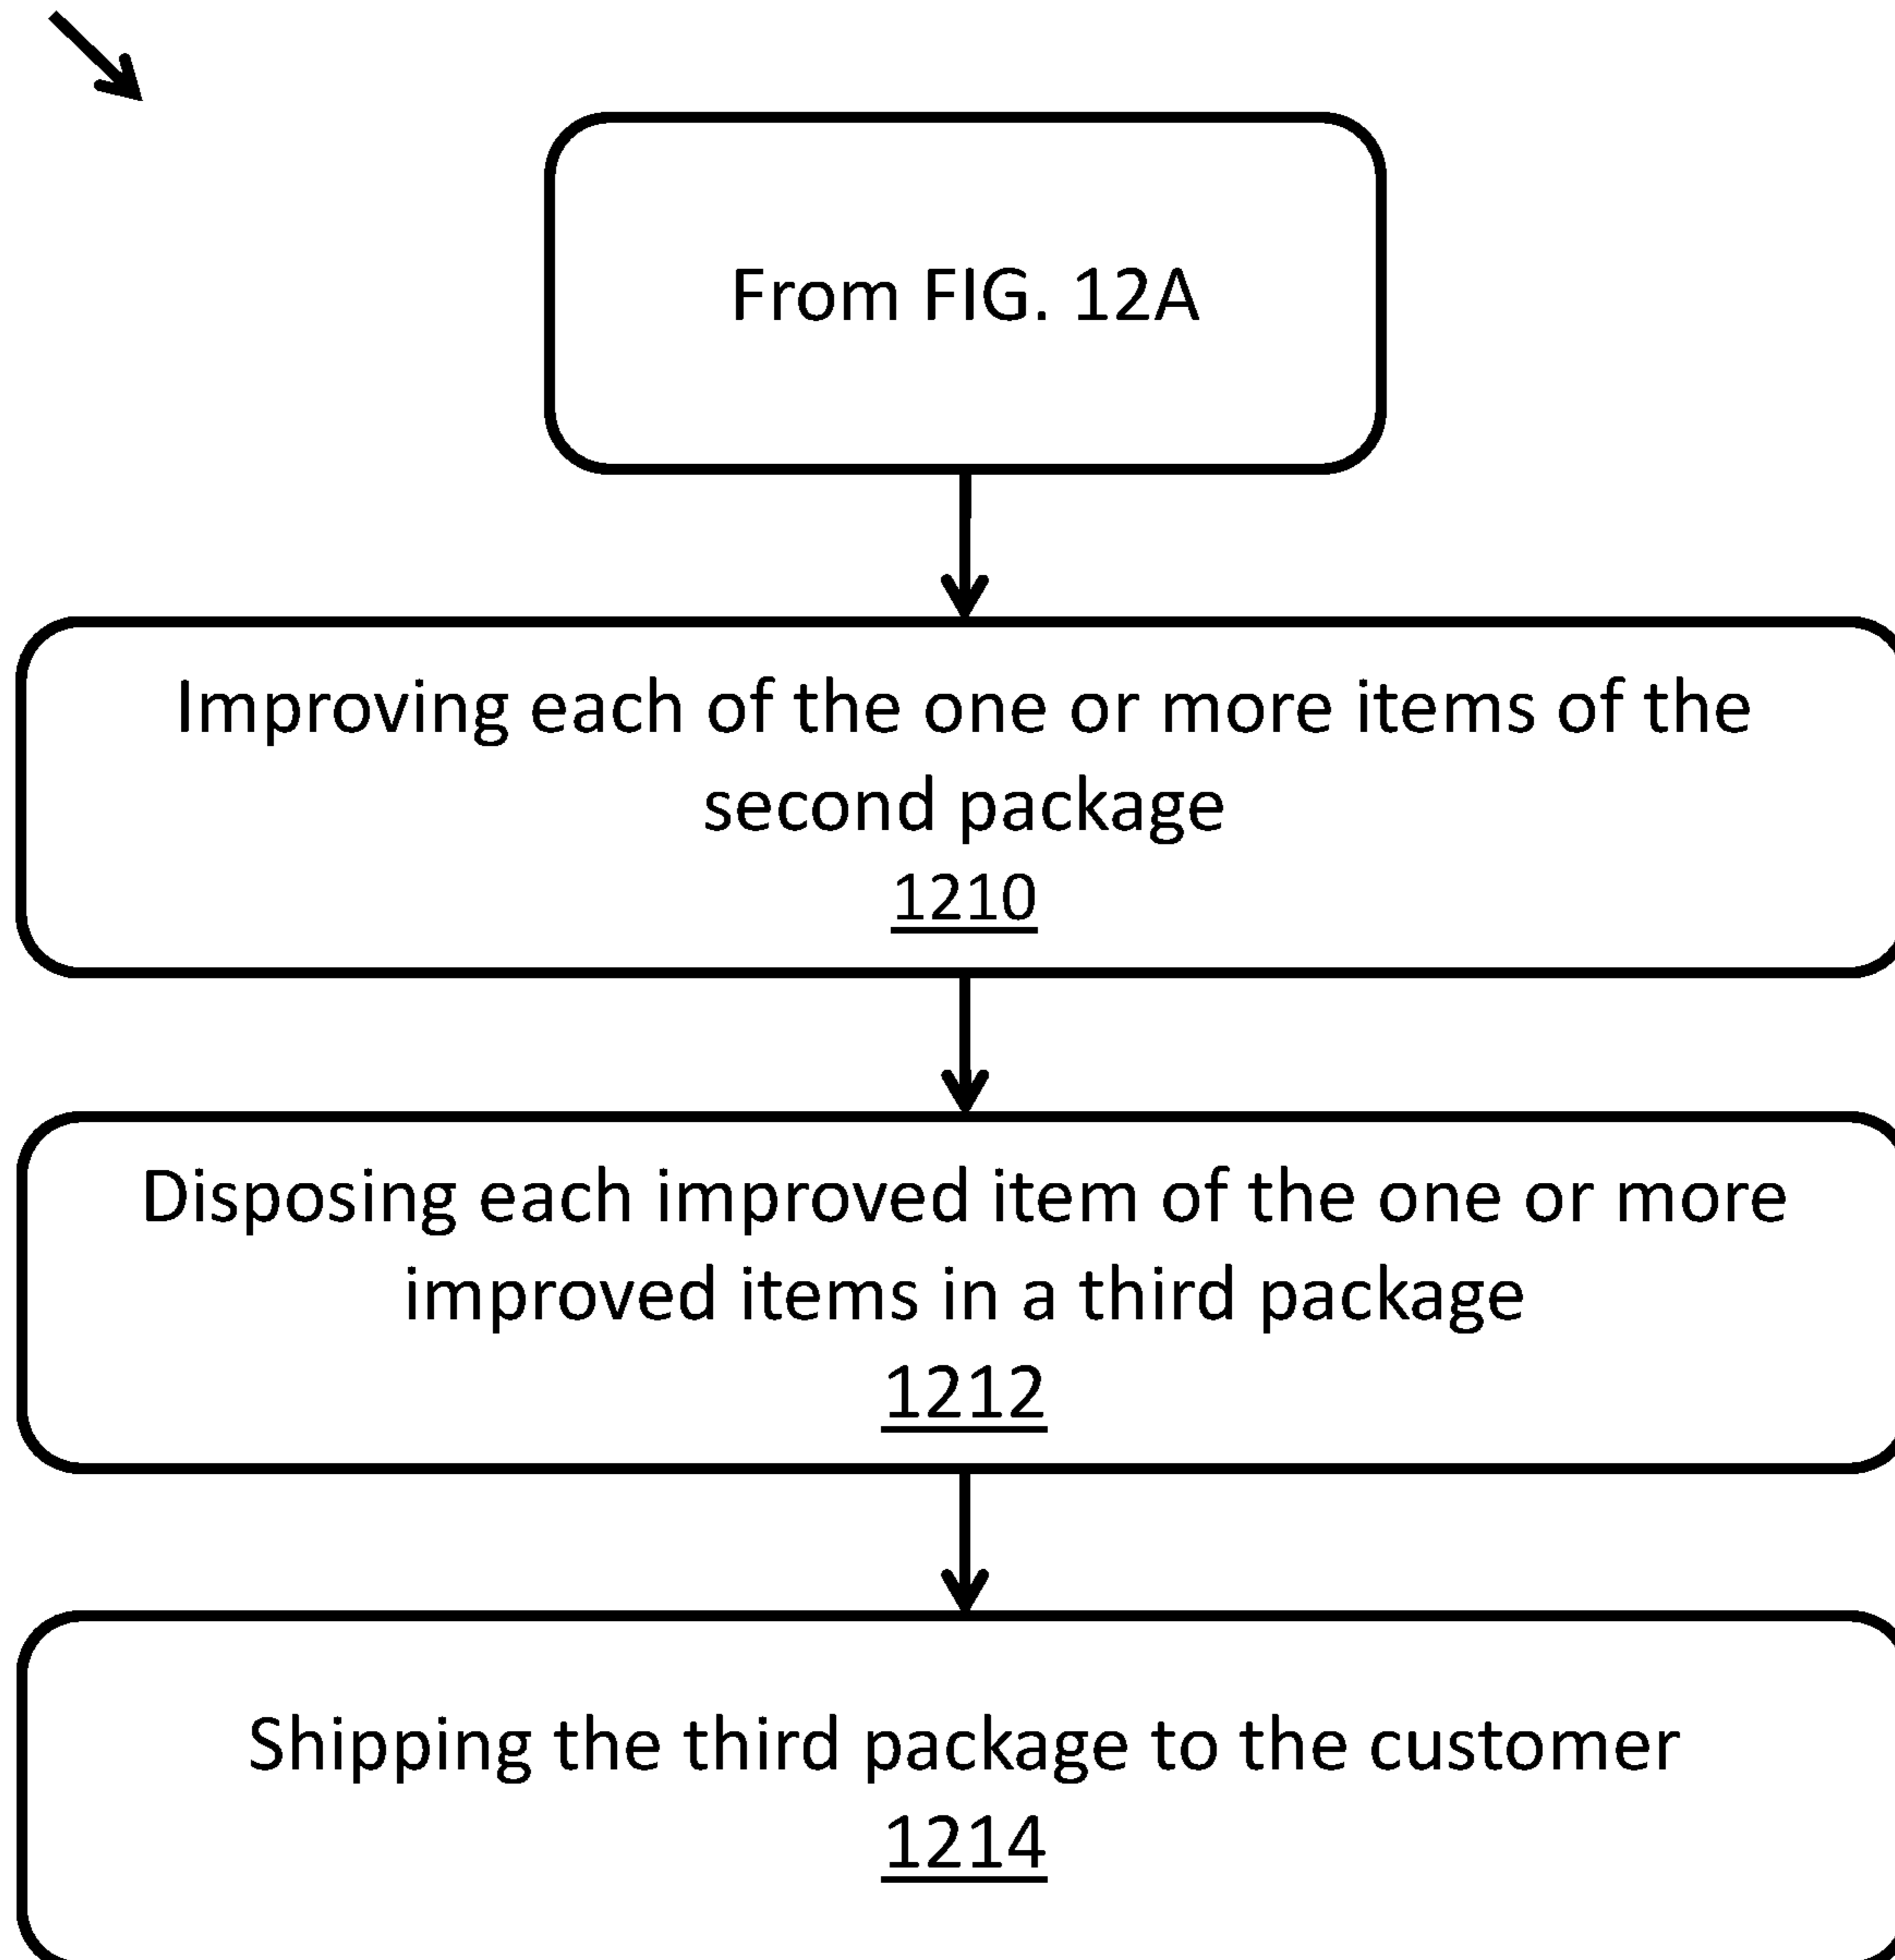 From FIG. 12A
Improving each of the one or more items of the
second package
1210
Disposing each improved item of the one or more
improved items in a third package
1212
Shipping the third package to the customer
1214